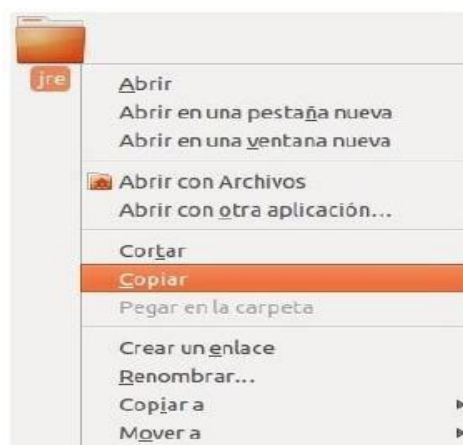 jre
Abrir
Abrir en una pestaña nueva
Abrir en una ventana nueva
Abrir con Archivos
Abrir con otra aplicación...
Cortar
Copiar
Pegar en la carpeta
Crear un enlace
Renombrar...
Copiar a
Mover a